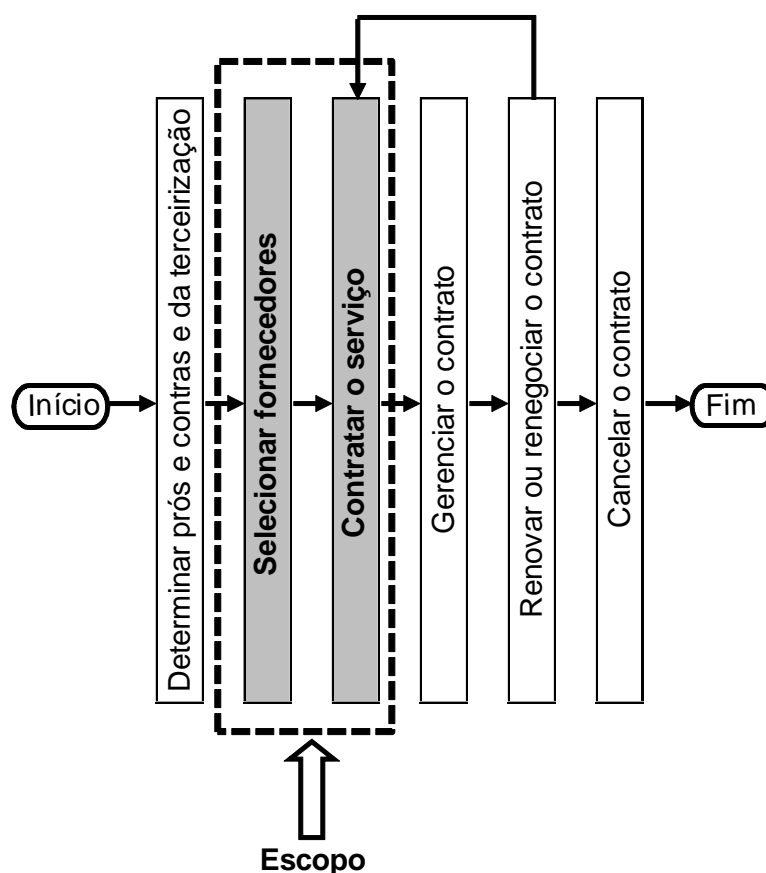 Início
Determinar prós e contras e da terceirização
Selecionar fornecedores
Contratar o serviço
Gerenciar o contrato
Renovar ou renegociar o contrato
Cancelar o contrato
Fim
Escopo